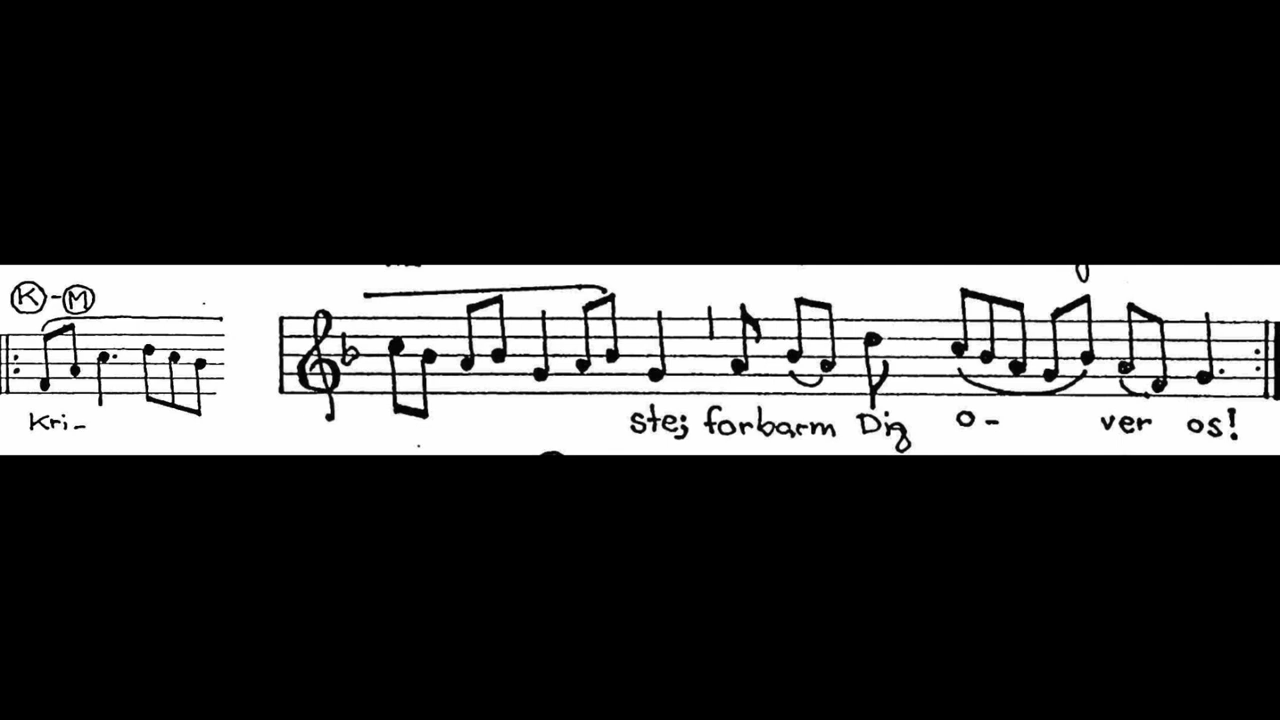 K-M
Kri- ste; forbarm Dig o- ver os!